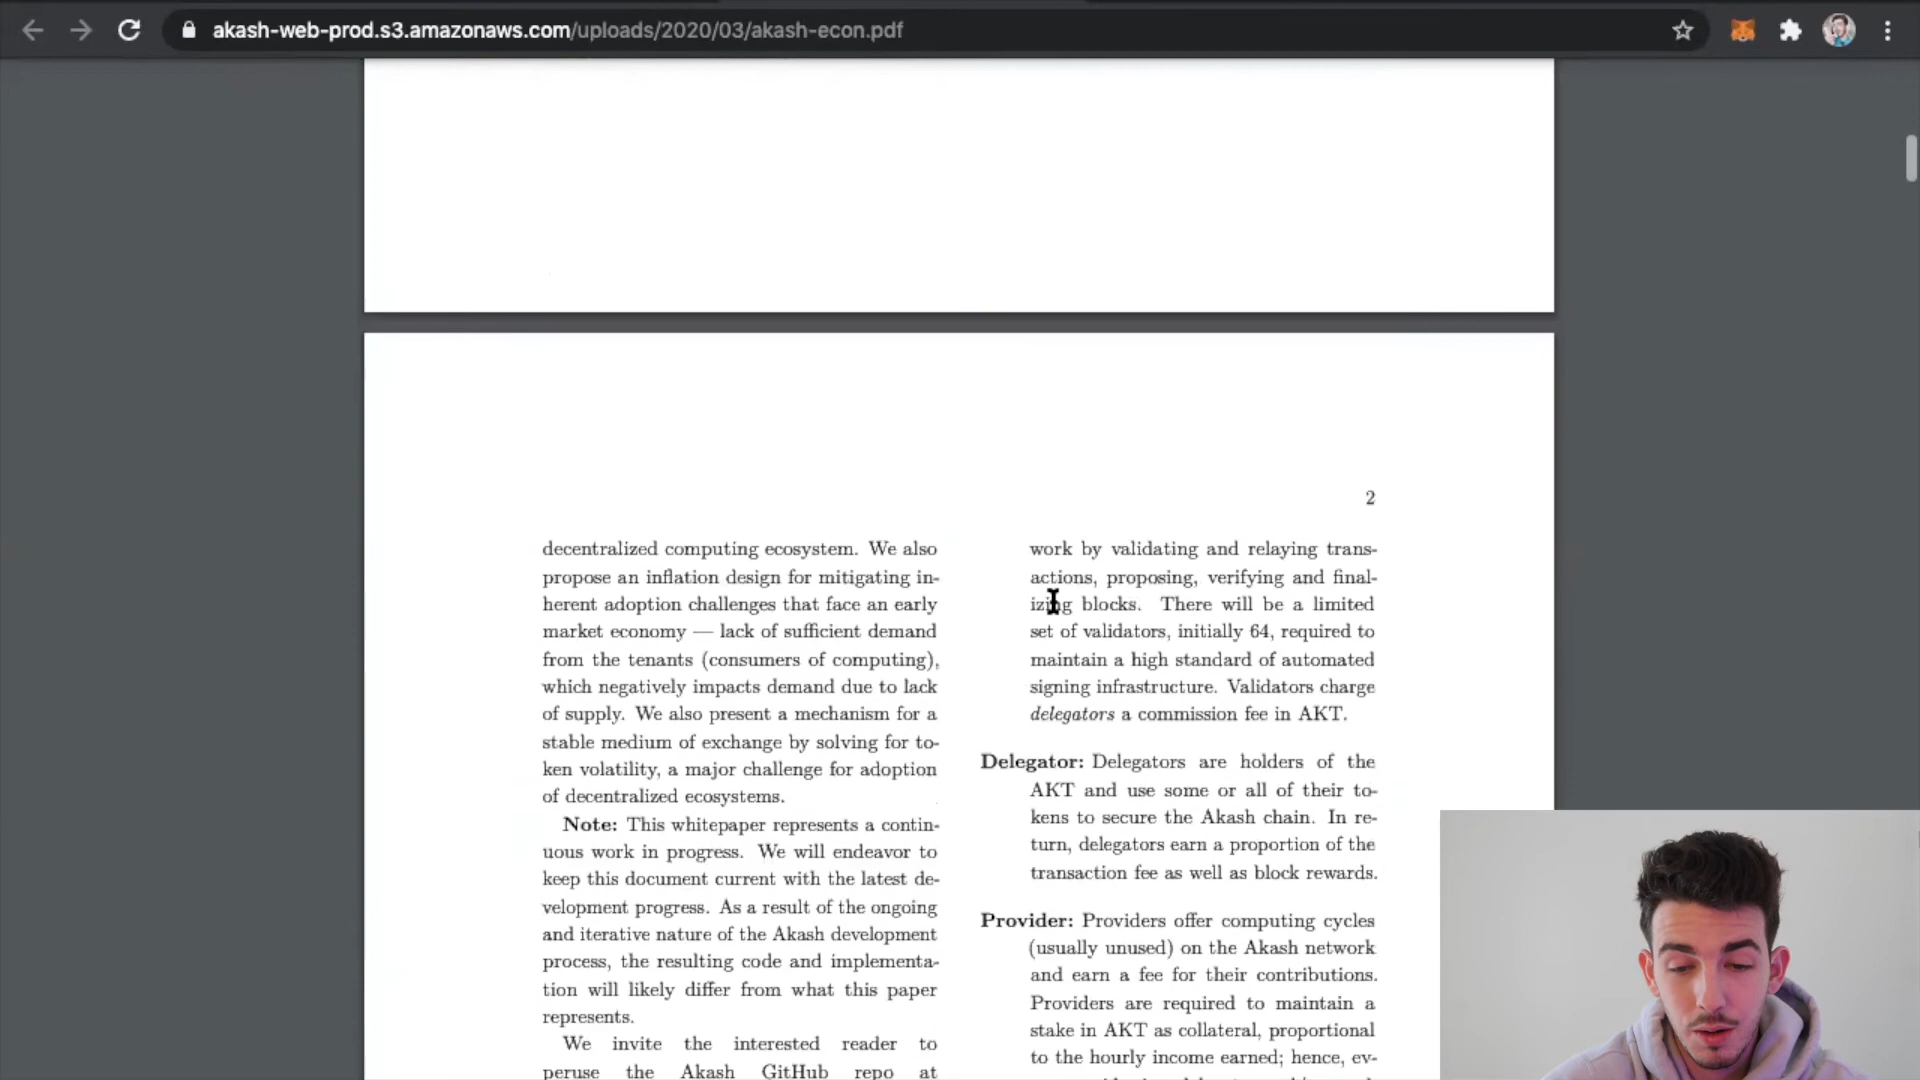 akash-web-prod.s3.amazonaws.com/uploads/2020/03/akash-econ.pdf
2
decentralized computing ecosystem. We also
propose an inflation design for mitigating in-
herent adoption challenges that face an early
market economy — lack of sufficient demand
from the tenants (consumers of computing),
which negatively impacts demand due to lack
of supply. We also present a mechanism for a
stable medium of exchange by solving for to-
ken volatility, a major challenge for adoption
of decentralized ecosystems.
Note: This whitepaper represents a contin-
uous work in progress. We will endeavor to
keep this document current with the latest de-
velopment progress. As a result of the ongoing
and iterative nature of the Akash development
process, the resulting code and implementa-
tion will likely differ from what this paper
represents.
We invite the interested reader to
peruse the Akash GitHub repo at
work by validating and relaying trans-
actions, proposing, verifying and final-
izing blocks. There will be a limited
set of validators, initially 64, required to
maintain a high standard of automated
signing infrastructure. Validators charge
delegators a commission fee in AKT.
Delegator: Delegators are holders of the
AKT and use some or all of their to-
kens to secure the Akash chain. In re-
turn, delegators earn a proportion of the
transaction fee as well as block rewards.
Provider: Providers offer computing cycles
(usually unused) on the Akash network
and earn a fee for their contributions.
Providers are required to maintain a
stake in AKT as collateral, proportional
to the hourly income earned; hence, ev-